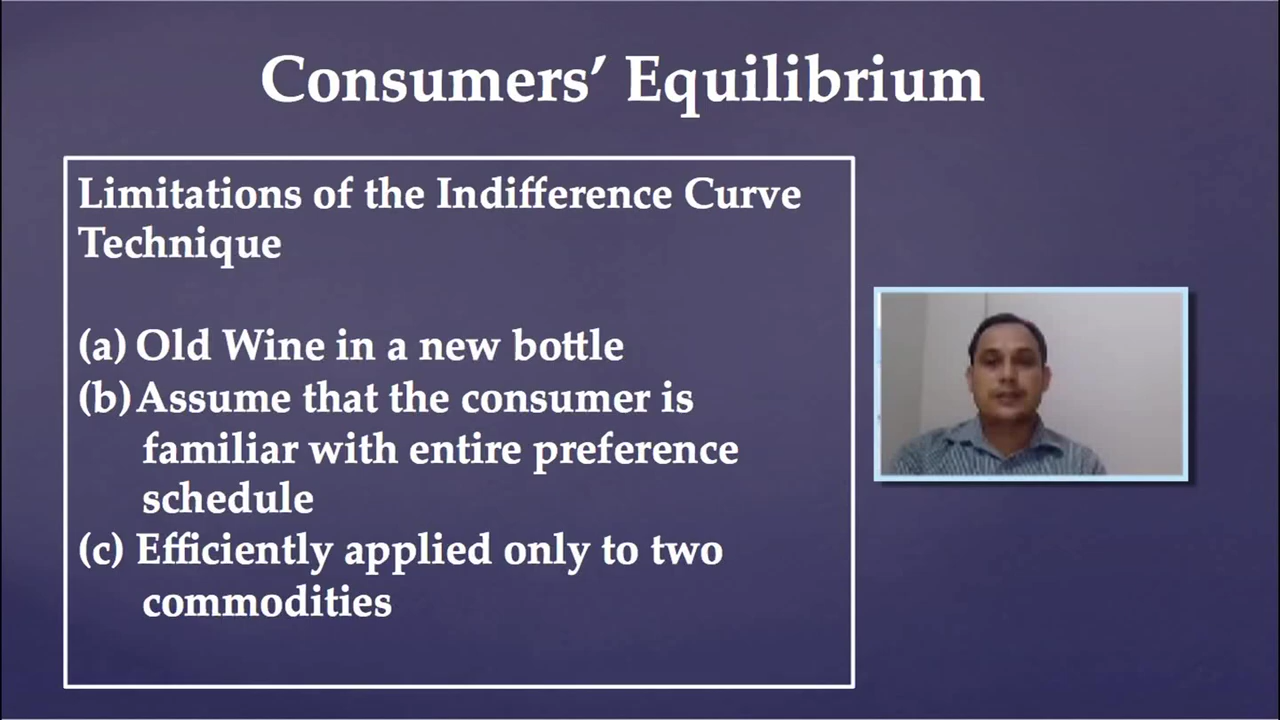 Consumers’ Equilibrium
Limitations of the Indifference Curve
Technique
(a) Old Wine in a new bottle
(b) Assume that the consumer is
familiar with entire preference
schedule
(c) Efficiently applied only to two
commodities